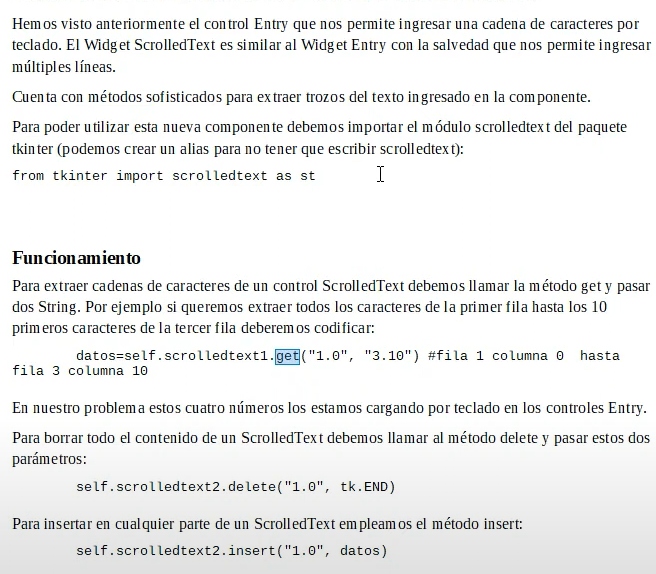 Hemos visto anteriormente el control Entry que nos permite ingresar una cadena de caracteres por
teclado. El Widget ScrolledText es similar al Widget Entry con la salvedad que nos permite ingresar
múltiples líneas.
Cuenta con métodos sofisticados para extraer trozos del texto ingresado en la componente.
Para poder utilizar esta nueva componente debemos importar el módulo scrolledtext del paquete
tkinter (podemos crear un alias para no tener que escribir scrolledtext):
from tkinter import scrolledtext as st
Funcionamiento
Para extraer cadenas de caracteres de un control ScrolledText debemos llamar la método get y pasar
dos String. Por ejemplo si queremos extraer todos los caracteres de la primer fila hasta los 10
primeros caracteres de la tercer fila deberemos codificar:
datos=self.scrolledtext1.get("1.0", "3.10") #fila 1 columna 0  hasta
fila 3 columna 10
En nuestro problema estos cuatro números los estamos cargando por teclado en los controles Entry.
Para borrar todo el contenido de un ScrolledText debemos llamar al método delete y pasar estos dos
parámetros:
self.scrolledtext2.delete("1.0", tk.END)
Para insertar en cualquier parte de un ScrolledText empleamos el método insert:
self.scrolledtext2.insert("1.0", datos)